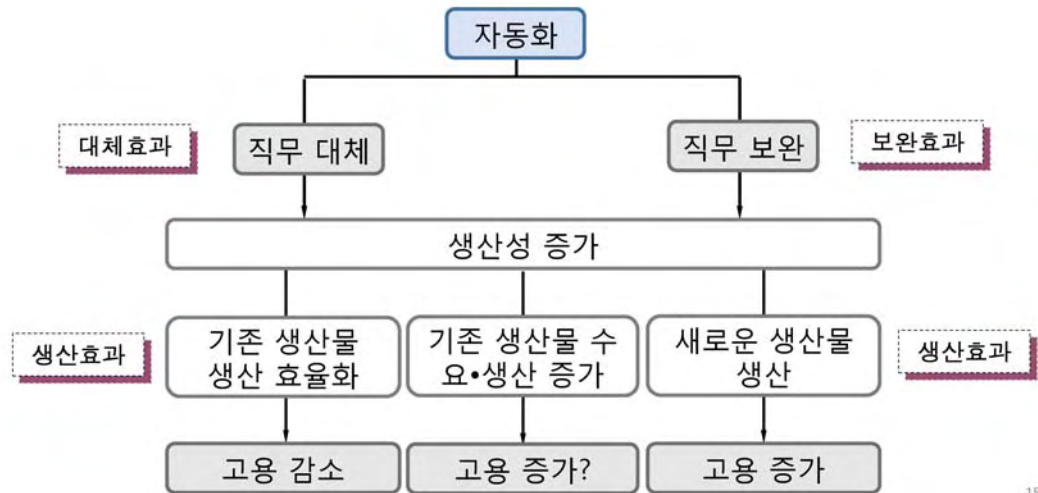 자동화
대체효과
직무 대체
직무 보완
보완효과
생산성 증가
생산효과
기존 생산물
생산 효율화
기존 생산물 수
요•생산 증가
새로운 생산물
생산
생산효과
고용 감소
고용 증가?
고용 증가
15